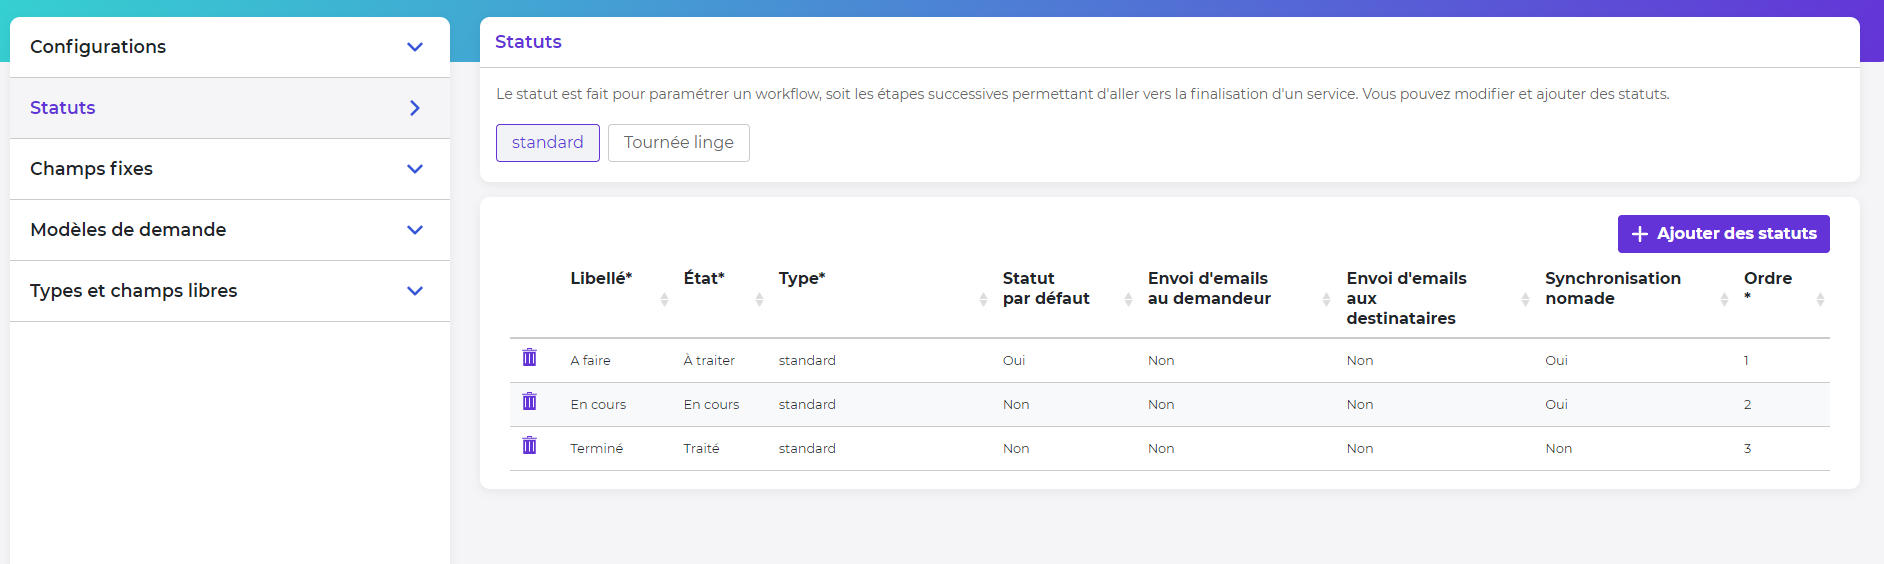 Configurations
Statuts
Champs fixes
Modèles de demande
Types et champs libres
Statuts
Le statut est fait pour paramétrer un workflow, soit les étapes successives permettant d'aller vers la finalisation d'un service. Vous pouvez modifier et ajouter des statuts.
standard Tournée linge
+ Ajouter des statuts
Libellé* État* Type* Statut Envoi d'emails Envoi d'emails Synchronisation Ordre
par défaut au demandeur aux nomade *
destinataires
A faire À traiter standard Oui Non Non Oui 1
En cours En cours standard Non Non Non Oui 2
Terminé Traité standard Non Non Non Non 3